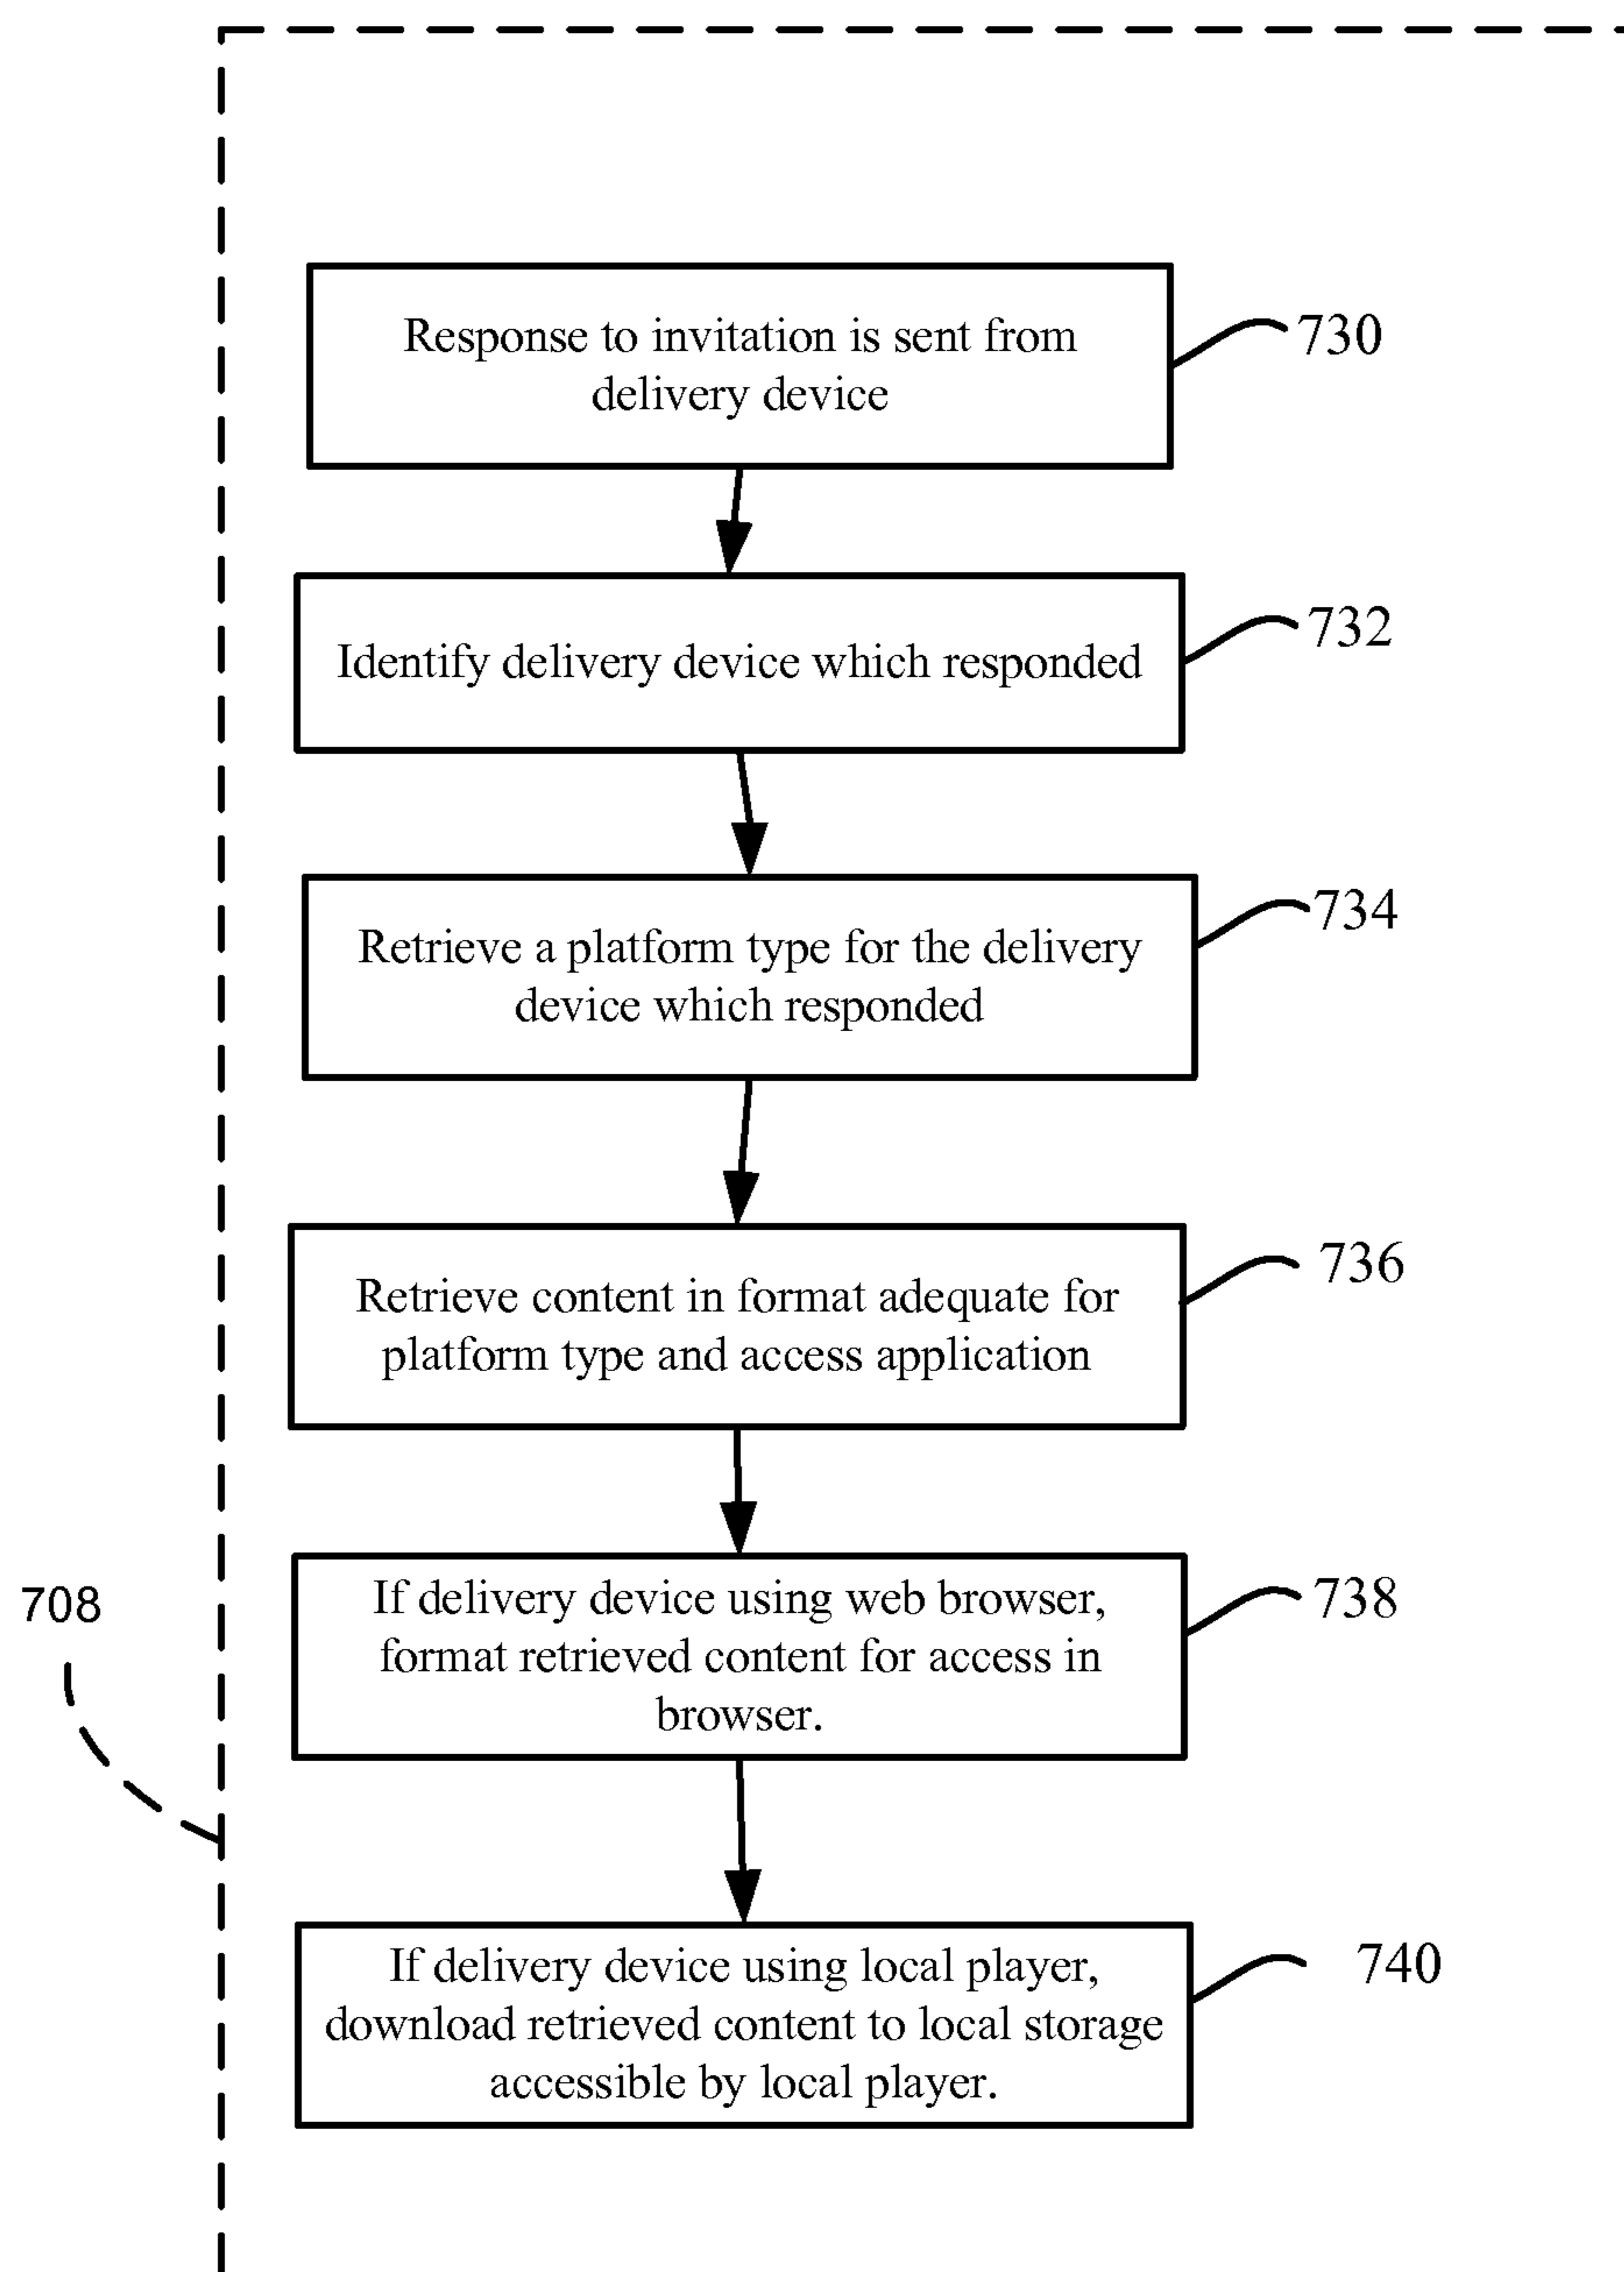 Response to invitation is sent from
delivery device
730
Identify delivery device which responded
732
Retrieve a platform type for the delivery
device which responded
734
Retrieve content in format adequate for
platform type and access application
736
If delivery device using web browser,
format retrieved content for access in
browser.
738
708
If delivery device using local player,
download retrieved content to local storage
accessible by local player.
740